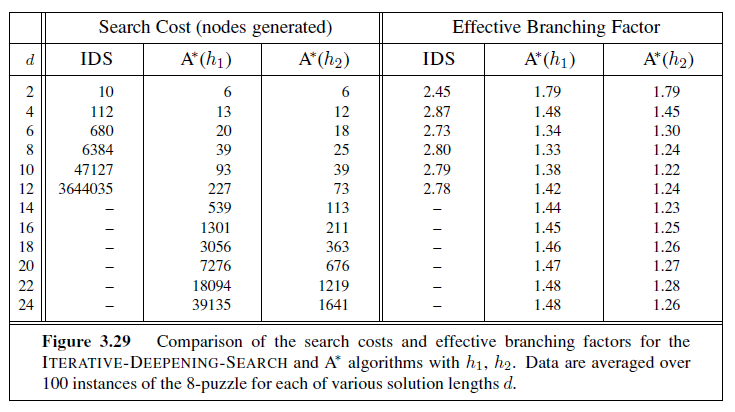 Search Cost (nodes generated) Effective Branching Factor
d IDS A*(h1) A*(h2) IDS A*(h1) A*(h2)
2 10 6 6 2.45 1.79 1.79
4 112 13 12 2.87 1.48 1.45
6 680 20 18 2.73 1.34 1.30
8 6384 39 25 2.80 1.33 1.24
10 47127 93 39 2.79 1.38 1.22
12 3644035 227 73 2.78 1.42 1.24
14 – 539 113 – 1.44 1.23
16 – 1301 211 – 1.45 1.25
18 – 3056 363 – 1.46 1.26
20 – 7276 676 – 1.47 1.27
22 – 18094 1219 – 1.48 1.28
24 – 39135 1641 – 1.48 1.26
Figure 3.29 Comparison of the search costs and effective branching factors for the
ITERATIVE-DEEPENING-SEARCH and A* algorithms with h1, h2. Data are averaged over
100 instances of the 8-puzzle for each of various solution lengths d.